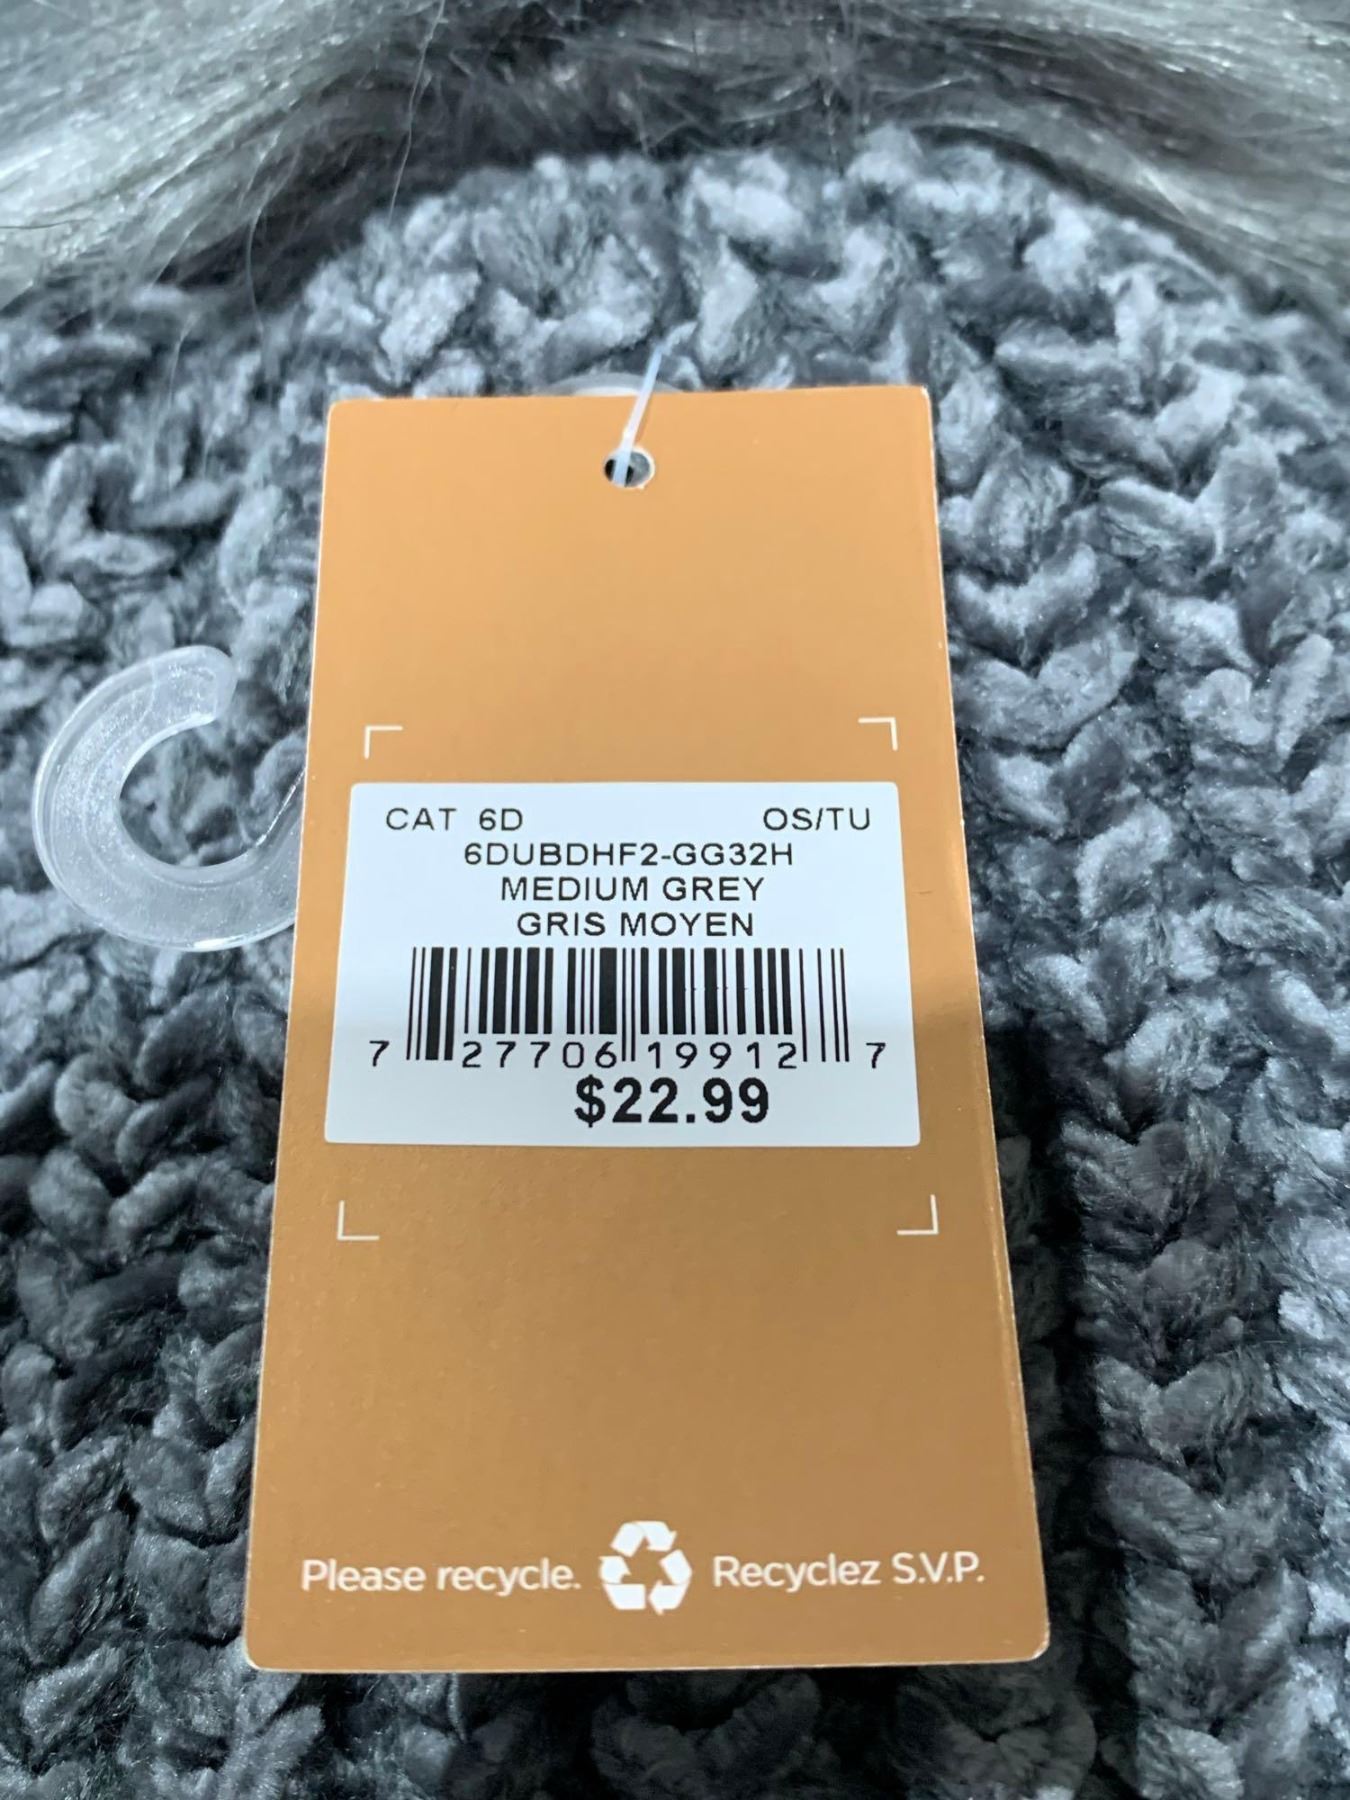 CAT 6D OS/TU
6DUBDHF2-GG32H
MEDIUM GREY
GRIS MOYEN
7 27706 19912 7
$22.99
Please recycle. Recyclez S.V.P.